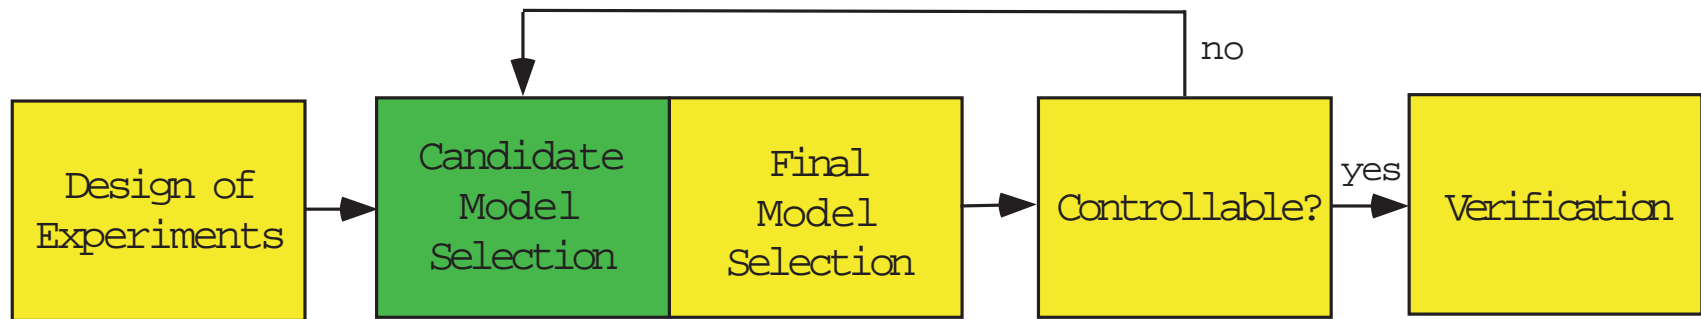 no
Design of
Experiments
Candidate
Model
Selection
Final
Model
Selection
Controllable?
yes
Verification